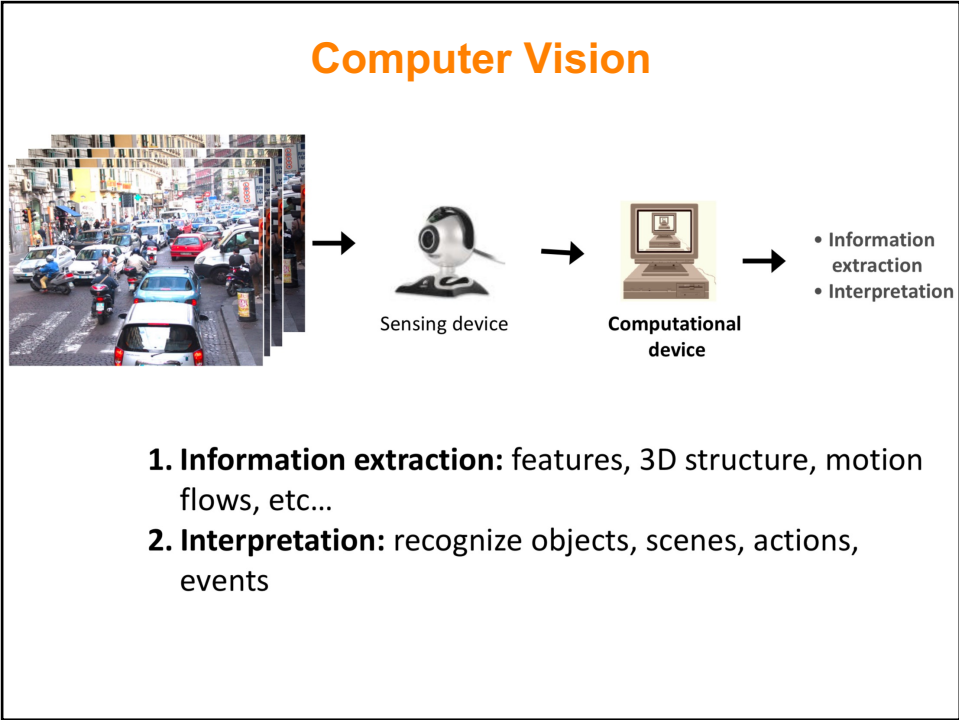 Computer Vision
Sensing device
Computational
device
• Information
extraction
• Interpretation
1. Information extraction: features, 3D structure, motion
flows, etc…
2. Interpretation: recognize objects, scenes, actions,
events